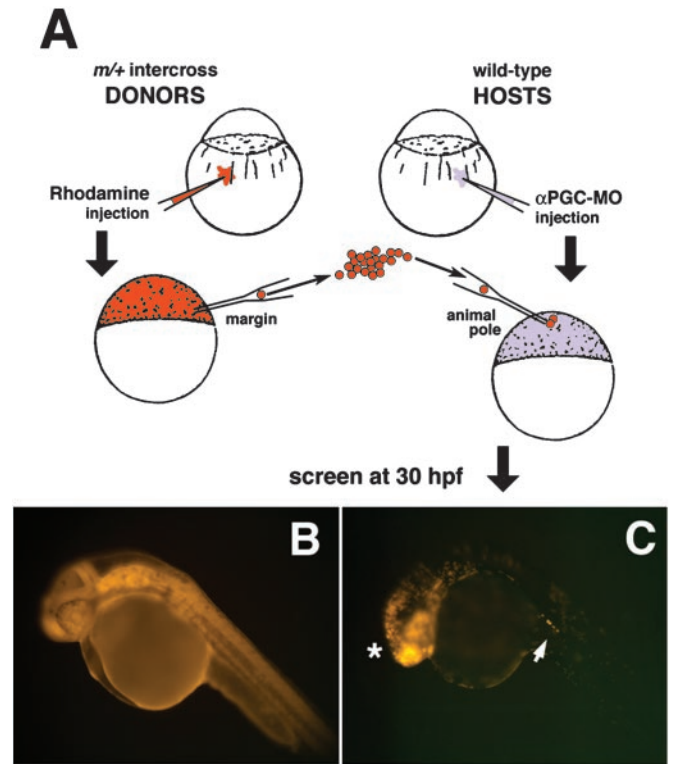 A
m/+ intercross
DONORS
wild-type
HOSTS
Rhodamine
injection
αPGC-MO
injection
margin
animal
pole
screen at 30 hpf
B
C
*